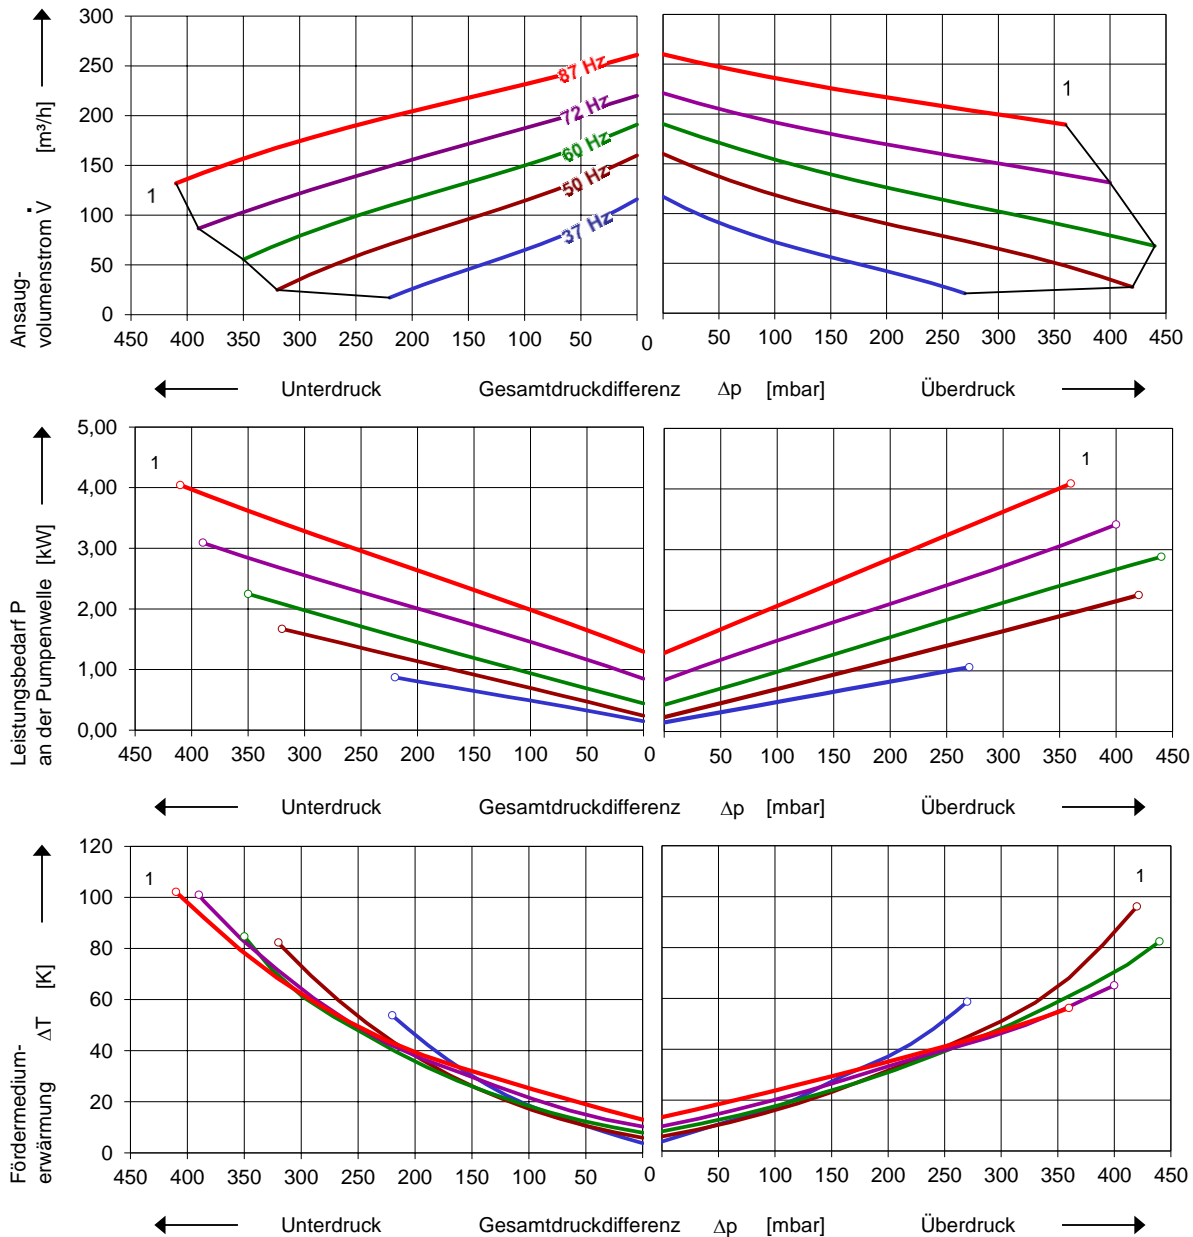 300
250
200
150
100
50
0
[m³/h]
Ansaug-
volumenstrom V̇
1
87 Hz
72 Hz
60 Hz
50 Hz
37 Hz
1
450 400 350 300 250 200 150 100 50 0 50 100 150 200 250 300 350 400 450
Unterdruck Gesamtdruckdifferenz Δp [mbar] Überdruck
5,00
4,00
3,00
2,00
1,00
0,00
Leistungsbedarf P
an der Pumpenwelle [kW]
1
1
450 400 350 300 250 200 150 100 50 0 50 100 150 200 250 300 350 400 450
Unterdruck Gesamtdruckdifferenz Δp [mbar] Überdruck
120
100
80
60
40
20
0
Fördermedium-
erwärmung ΔT [K]
1
1
450 400 350 300 250 200 150 100 50 0 50 100 150 200 250 300 350 400 450
Unterdruck Gesamtdruckdifferenz Δp [mbar] Überdruck